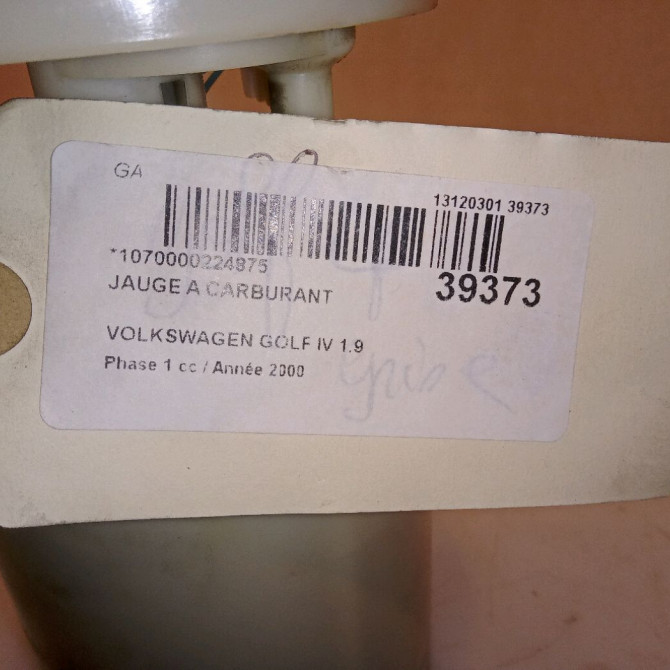 GA
13120301 39373
*1070000224875
39373
JAUGE A CARBURANT
VOLKSWAGEN GOLF IV 1.9
Phase 1 cc / Année 2000